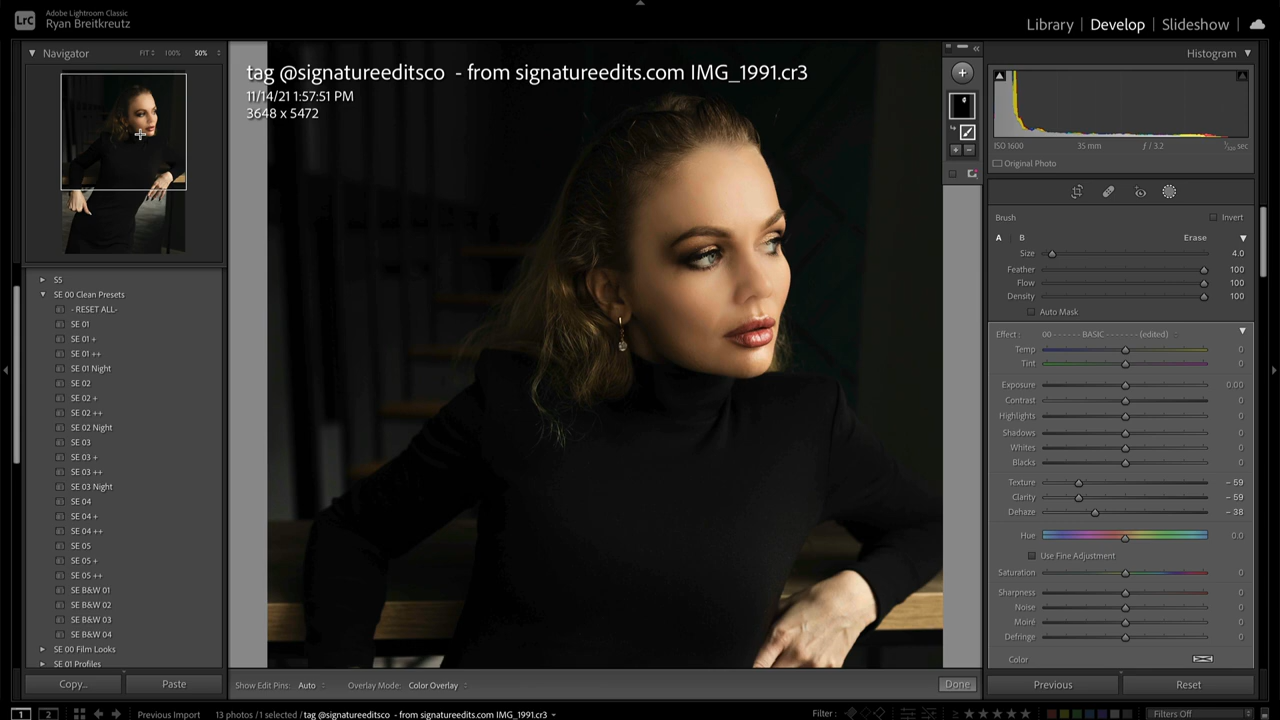 LrC
Adobe Lightroom Classic
Ryan Breitkreutz
Library | Develop | Slideshow
Navigator FIT 100% 50%
Histogram
tag @signatureeditsco - from signatureedits.com IMG_1991.cr3
11/14/21 1:57:51 PM
3648 x 5472
ISO 1600 35 mm ƒ / 3.2 sec
Original Photo
Brush Invert
A B Erase
Size 4.0
Feather 100
Flow 100
Density 100
Auto Mask
Effect : 00 - - - - - - BASIC - - - - - - - (edited)
Temp 0
Tint 0
Exposure 0.00
Contrast 0
Highlights 0
Shadows 0
Whites 0
Blacks 0
Texture – 59
Clarity – 59
Dehaze – 38
Hue 0.0
Use Fine Adjustment
Saturation 0
Sharpness 0
Noise 0
Moiré 0
Defringe 0
Color
SS
SE 00 Clean Presets
- RESET ALL-
SE 01
SE 01 +
SE 01 ++
SE 01 Night
SE 02
SE 02 +
SE 02 ++
SE 02 Night
SE 03
SE 03 +
SE 03 ++
SE 03 Night
SE 04
SE 04 +
SE 04 ++
SE 05
SE 05 +
SE 05 ++
SE B&W 01
SE B&W 02
SE B&W 03
SE B&W 04
SE 00 Film Looks
SE 01 Profiles
Copy... Paste
Show Edit Pins: Auto Overlay Mode: Color Overlay Done
Previous Reset
1 2 Previous Import 13 photos / 1 selected / tag @signatureeditsco - from signatureedits.com IMG_1991.cr3 Filter : Filters Off